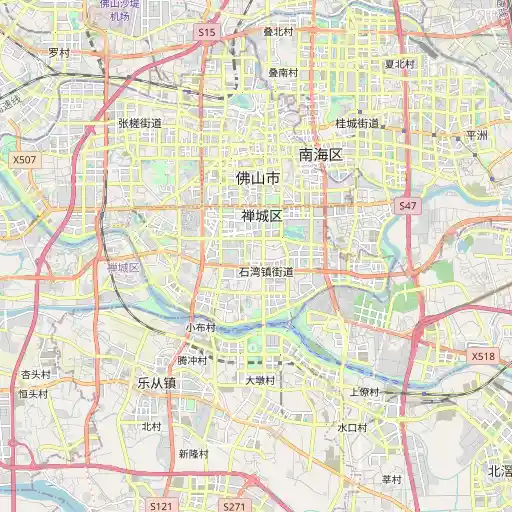 佛山沙堤
机场
S15
叠北村
罗村
夏北村
叠南村
张槎街道
桂城街道
平洲
南海区
X507
佛山市
S47
禅城区
禅城区
石湾镇街道
小布村
X518
腾冲村
杏头村
乐从镇
大墩村
恒头村
上僚村
北村
水口村
新隆村
北滘
莘村
S121
S271